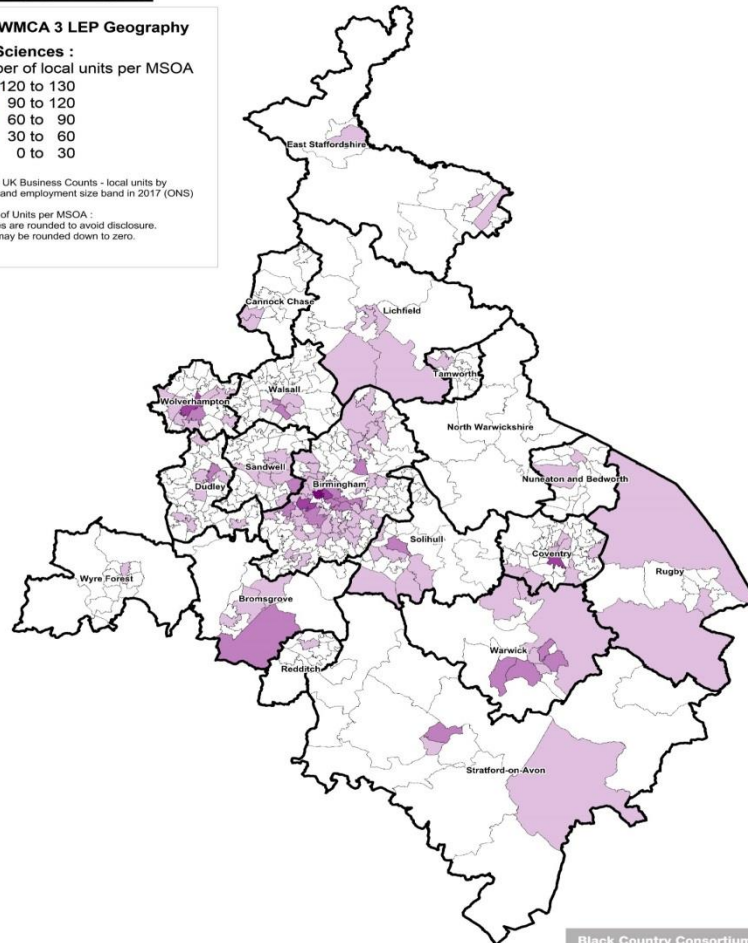 WMCA 3 LEP Geography
Sciences :
er of local units per MSOA
120 to 130
90 to 120
60 to 90
30 to 60
0 to 30
UK Business Counts - local units by
and employment size band in 2017 (ONS)
of Units per MSOA :
es are rounded to avoid disclosure.
may be rounded down to zero.
East Staffordshire
Cannock Chase
Lichfield
Tamworth
Wolverhampton
Walsall
North Warwickshire
Sandwell
Dudley
Birmingham
Nuneaton and Bedworth
Solihull
Coventry
Rugby
Wyre Forest
Bromsgrove
Redditch
Warwick
Stratford-on-Avon
Black Country Consortium